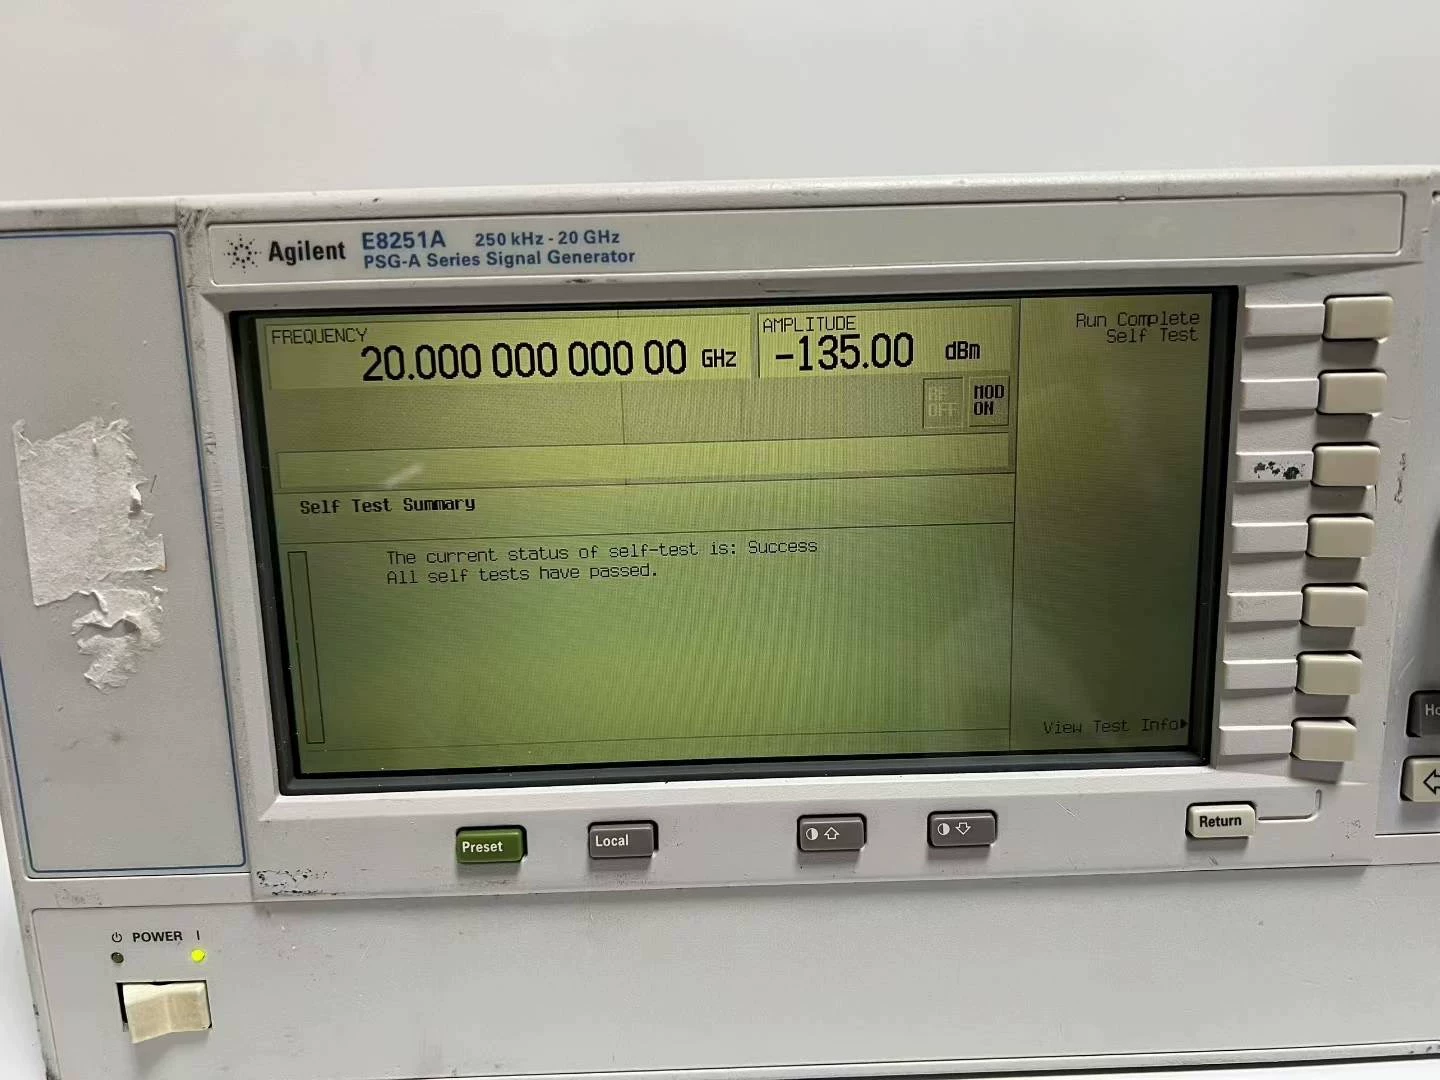 Agilent E8251A 250 kHz - 20 GHz
PSG-A Series Signal Generator
FREQUENCY
20.000 000 000 00 GHz
AMPLITUDE
-135.00 dBm
RF
OFF
MOD
ON
Run Complete
Self Test
Self Test Summary
The current status of self-test is: Success
All self tests have passed.
View Test Info
Preset
Local
Return
POWER I